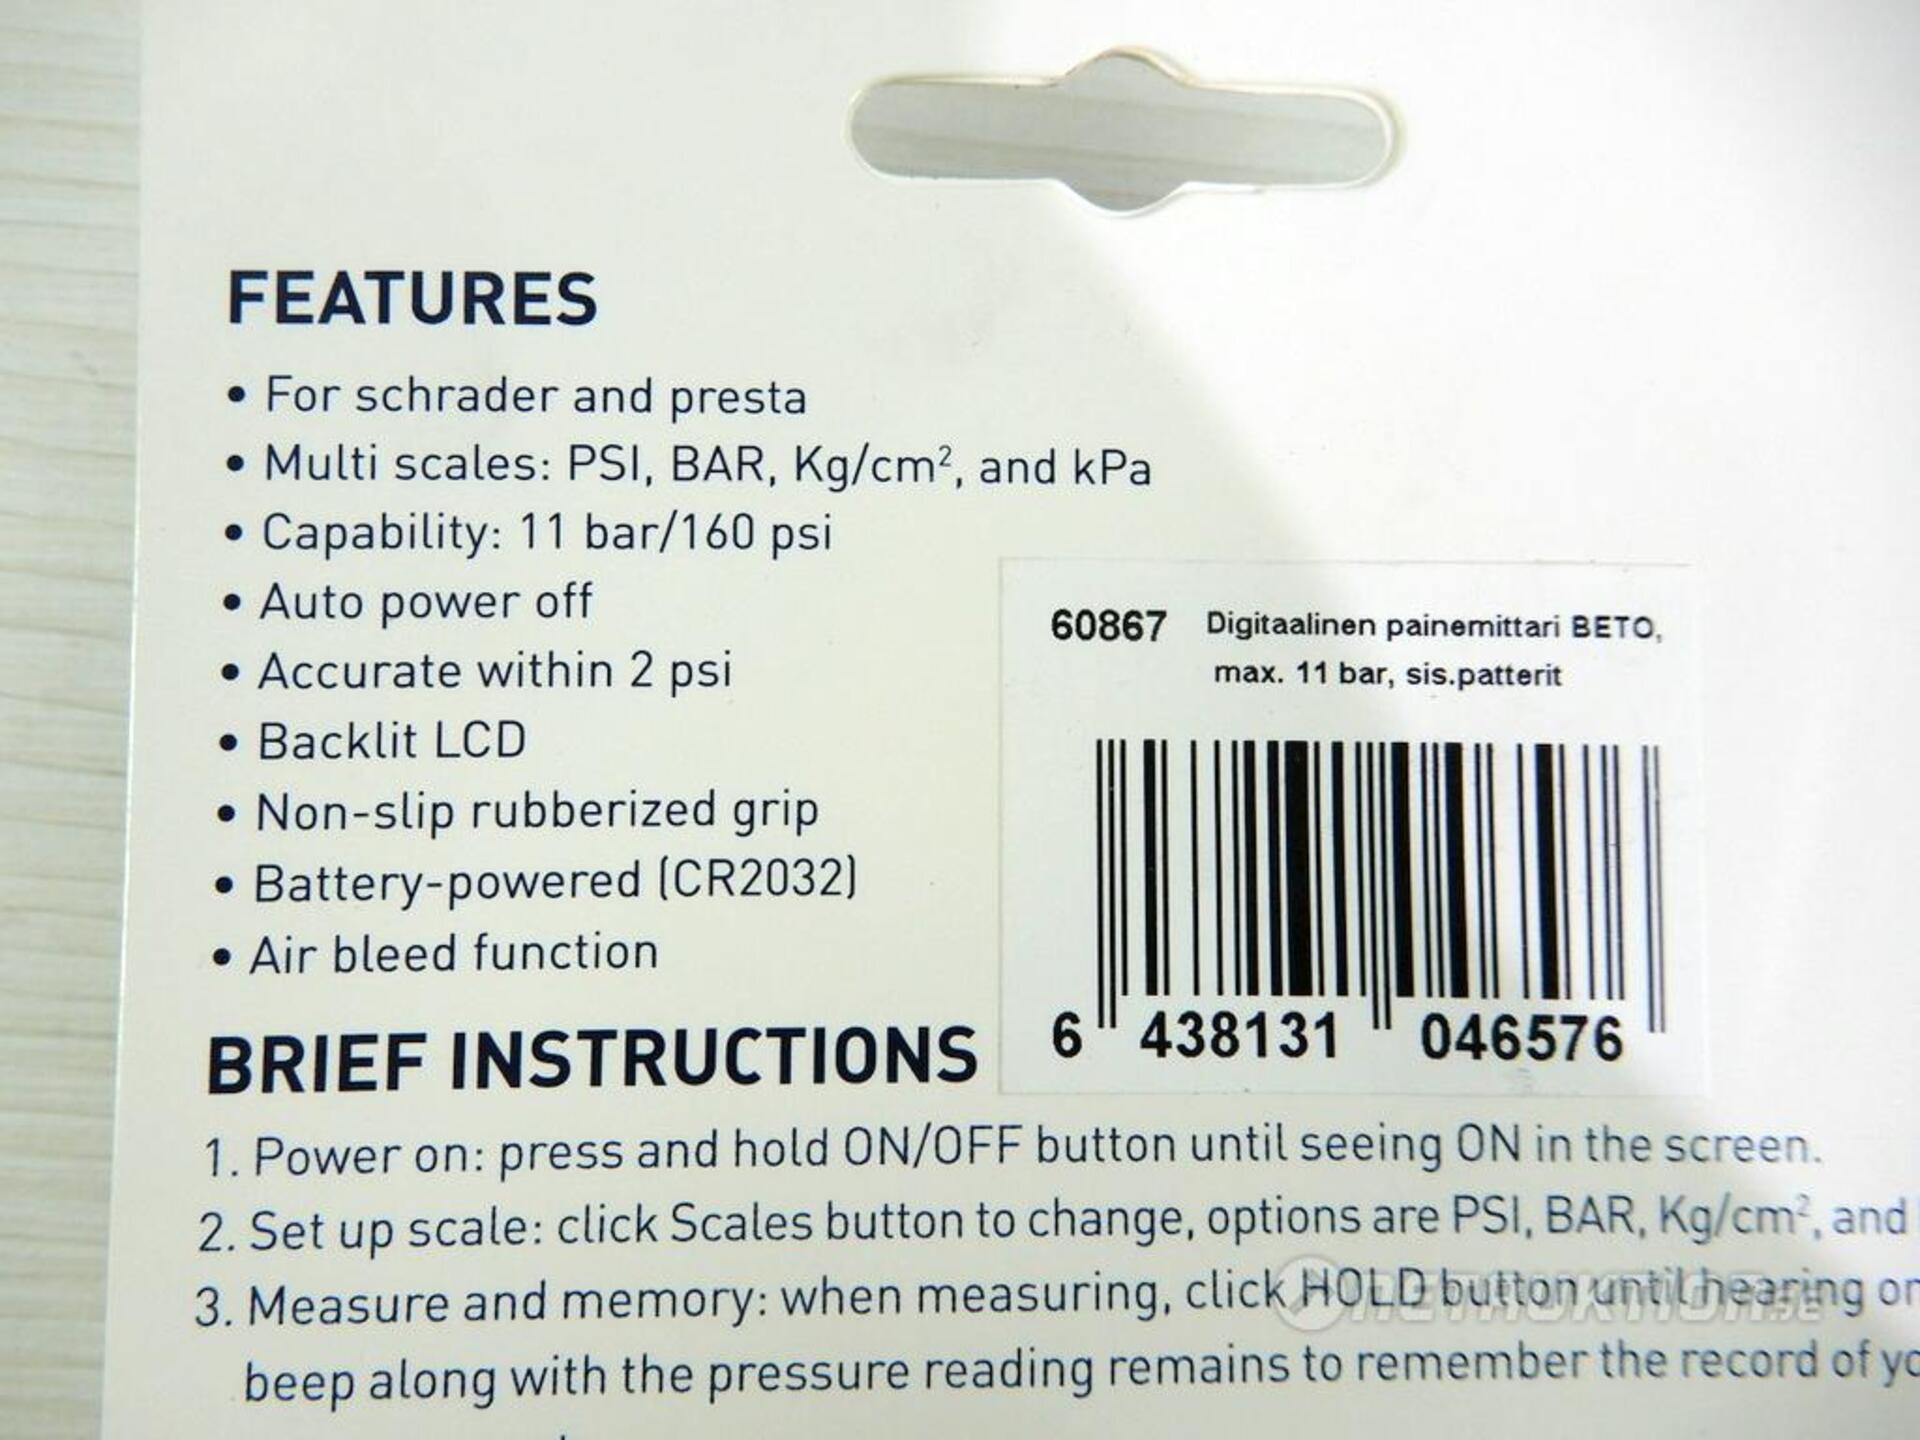 FEATURES
• For schrader and presta
• Multi scales: PSI, BAR, Kg/cm², and kPa
• Capability: 11 bar/160 psi
• Auto power off
• Accurate within 2 psi
• Backlit LCD
• Non-slip rubberized grip
• Battery-powered (CR2032)
• Air bleed function
60867 Digitaalinen painemittari BETO,
max. 11 bar, sis.patterit
6 438131 046576
BRIEF INSTRUCTIONS
1. Power on: press and hold ON/OFF button until seeing ON in the screen.
2. Set up scale: click Scales button to change, options are PSI, BAR, Kg/cm², and
3. Measure and memory: when measuring, click HOLD button until hearing
NETAUKTION.SE
beep along with the pressure reading remains to remember the record of